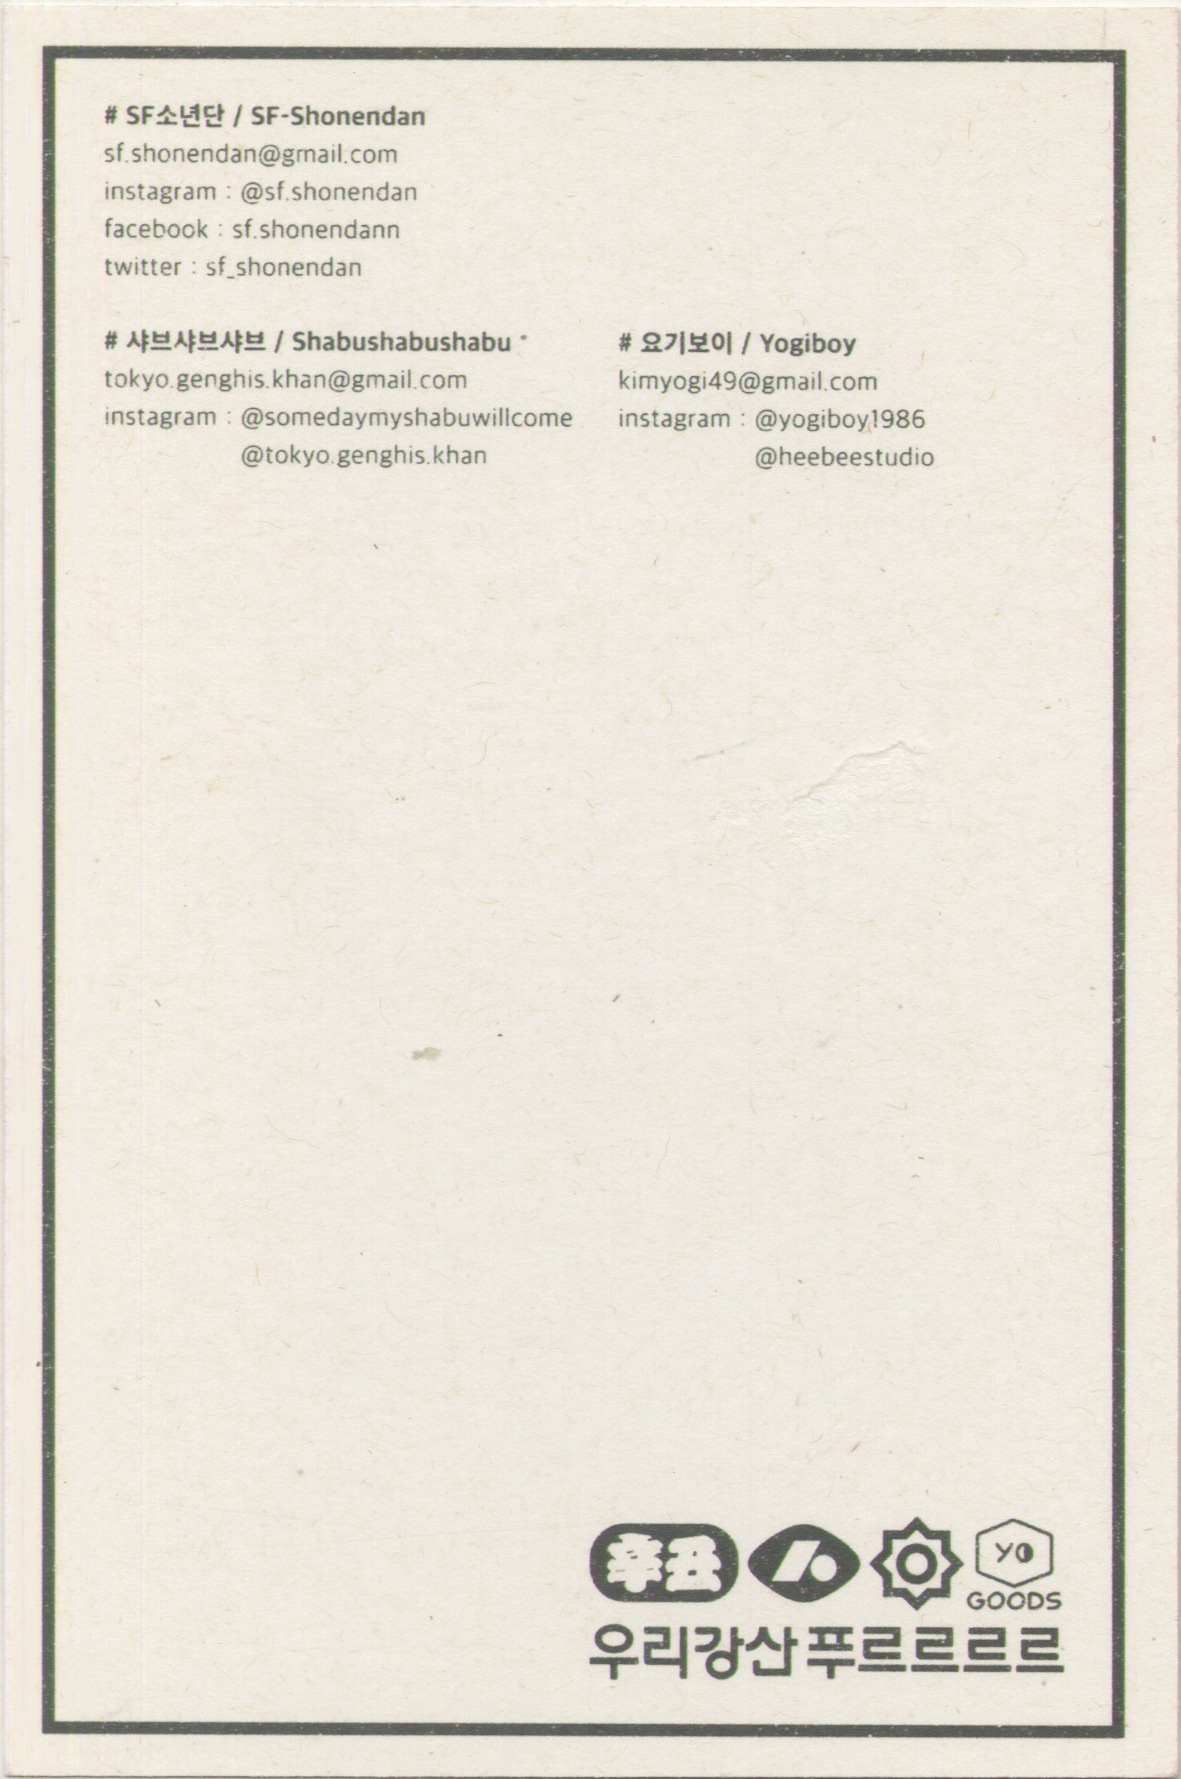 # SF소년단 / SF-Shonendan
sf.shonendan@gmail.com
instagram : @sf.shonendan
facebook : sf.shonendann
twitter : sf_shonendan
# 샤브샤브샤브 / Shabushabushabu
tokyo.genghis.khan@gmail.com
instagram : @somedaymyshabuwillcome
@tokyo.genghis.khan
# 요기보이 / Yogiboy
kimyogi49@gmail.com
instagram : @yogiboy1986
@heebeestudio
YO
GOODS
우리강산푸르르르르